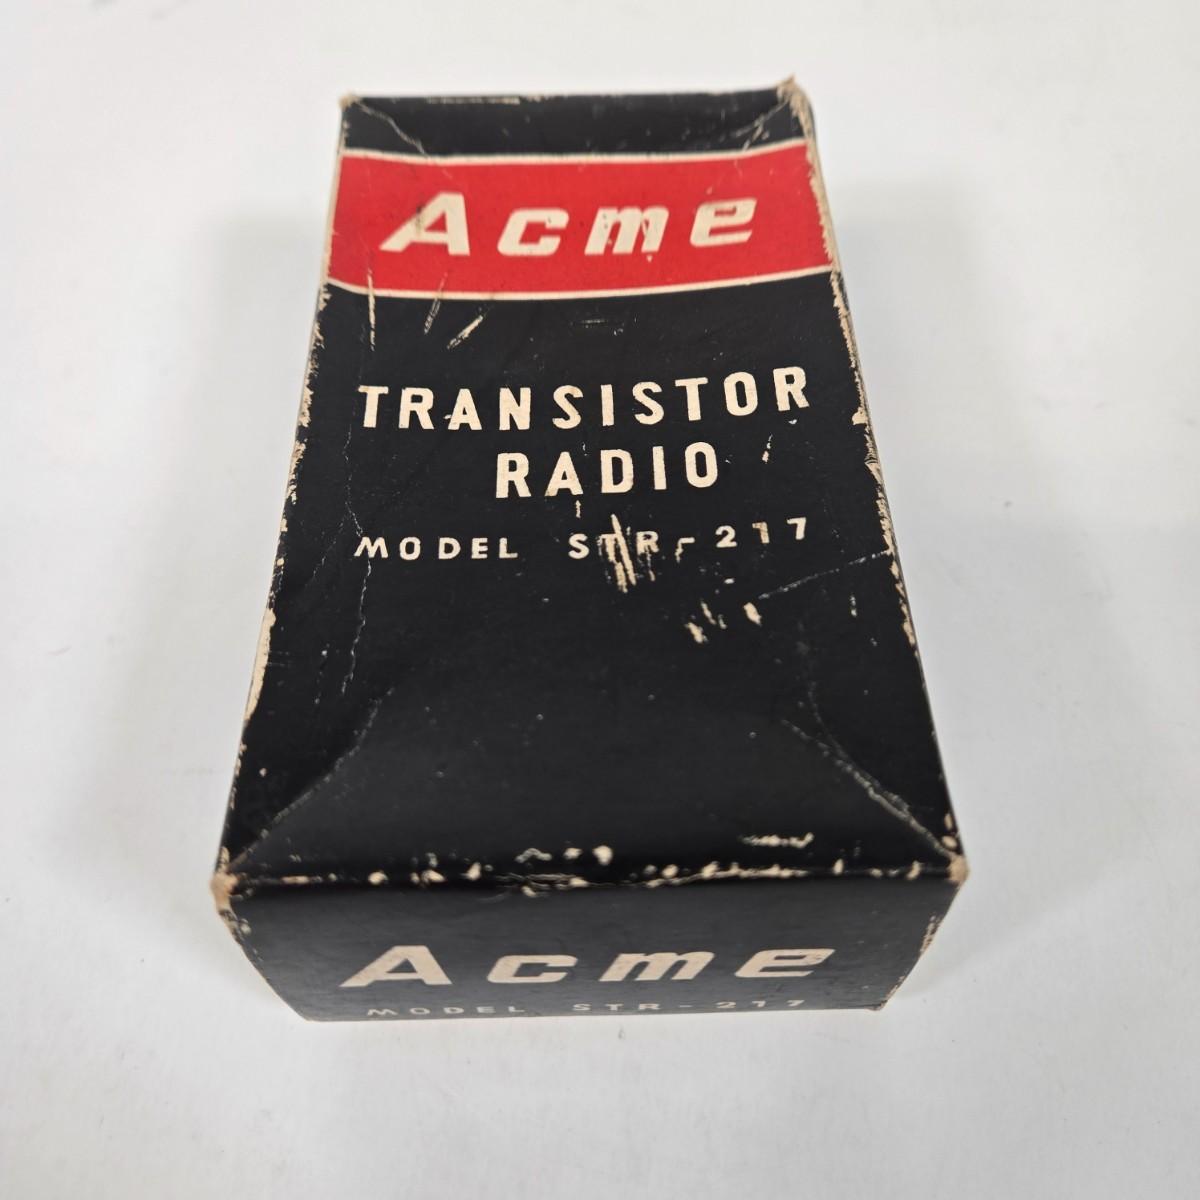 Acme
TRANSISTOR
RADIO
MODEL STR-217
Acme
MODEL STR-217